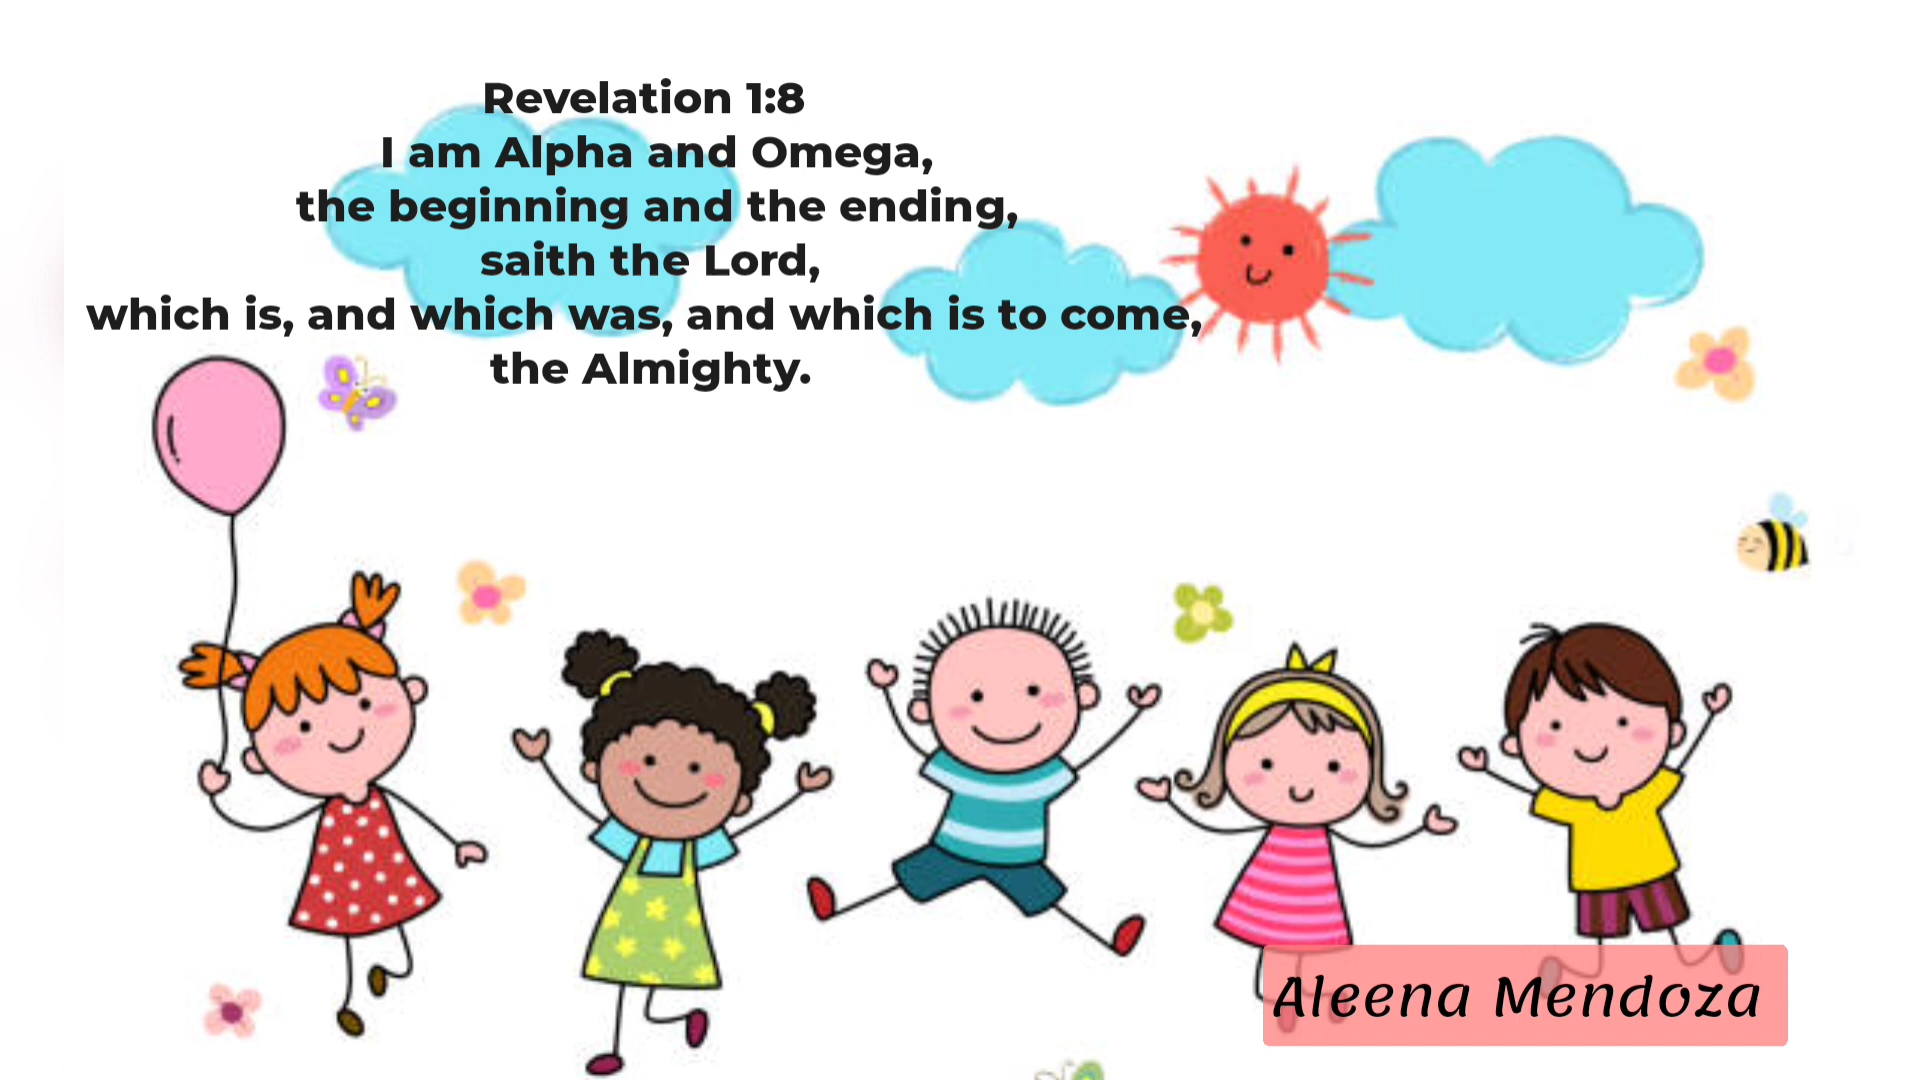 Revelation 1:8
I am Alpha and Omega,
the beginning and the ending,
saith the Lord,
which is, and which was, and which is to come,
the Almighty.
Aleena Mendoza